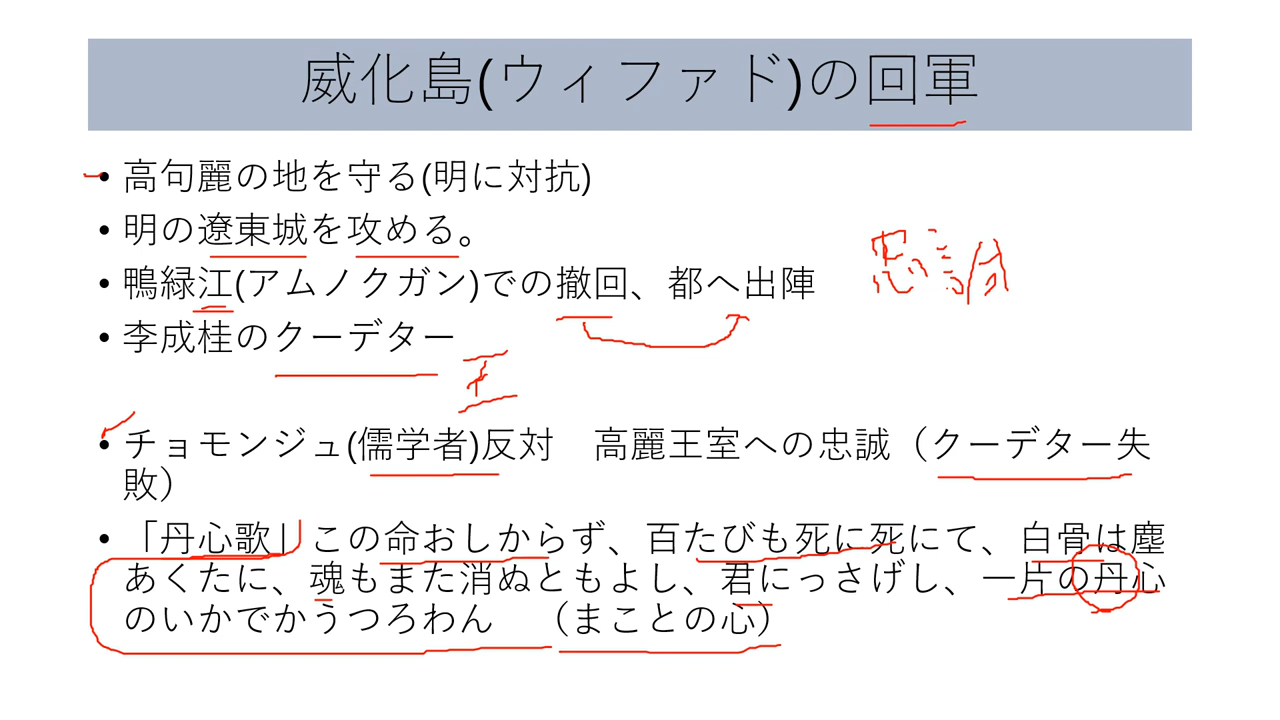 威化島(ウィファド)の回軍
• 高句麗の地を守る(明に対抗)
• 明の遼東城を攻める。
• 鴨緑江(アムノクガン)での撤回、都へ出陣
• 李成桂のクーデター
• チョモンジュ(儒学者)反対　高麗王室への忠誠（クーデター失
敗）
• 「丹心歌」この命おしからず、百たびも死に死にて、白骨は塵
あくたに、魂もまた消ぬともよし、君にっさげし、一片の丹心
のいかでかうつろわん　（まことの心）